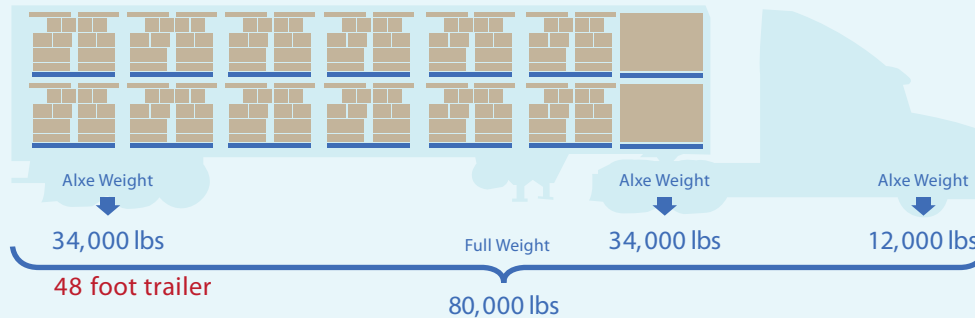 Alxe Weight
Alxe Weight
Alxe Weight
34,000 lbs
Full Weight
34,000 lbs
12,000 lbs
48 foot trailer
80,000 lbs